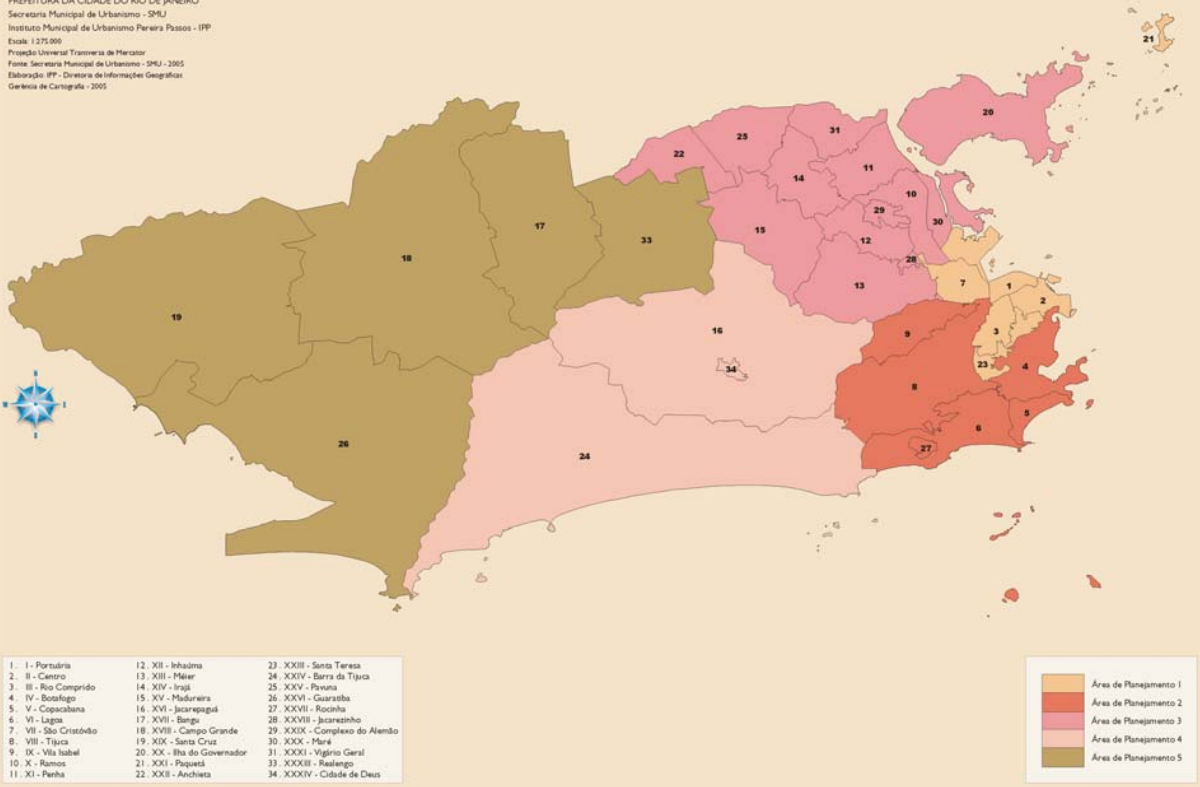 PREFEITURA DA CIDADE DO RIO DE JANEIRO
Secretaria Municipal de Urbanismo - SMU
Instituto Municipal de Urbanismo Pereira Passos - IPP
Escala: 1:275.000
Projeção Universal Transversa de Mercator
Fonte: Secretaria Municipal de Urbanismo - SMU - 2005
Elaboração: IPP - Diretoria de Informações Geográficas
Gerência de Cartografia - 2005
21
20
25
31
22
11
14
10
29
30
15
12
17
33
28
18
13
7
1
2
19
16
3
9
23
4
34
8
5
6
26
27
24
1. I - Portuária
2. II - Centro
3. III - Rio Comprido
4. IV - Botafogo
5. V - Copacabana
6. VI - Lagoa
7. VII - São Cristóvão
8. VIII - Tijuca
9. IX - Vila Isabel
10. X - Ramos
11. XI - Penha
12. XII - Inhaúma
13. XIII - Méier
14. XIV - Irajá
15. XV - Madureira
16. XVI - Jacarepaguá
17. XVII - Bangu
18. XVIII - Campo Grande
19. XIX - Santa Cruz
20. XX - Ilha do Governador
21. XXI - Paquetá
22. XXII - Anchieta
23. XXIII - Santa Teresa
24. XXIV - Barra da Tijuca
25. XXV - Pavuna
26. XXVI - Guaratiba
27. XXVII - Rocinha
28. XXVIII - Jacarezinho
29. XXIX - Complexo do Alemão
30. XXX - Maré
31. XXXI - Vigário Geral
33. XXXIII - Realengo
34. XXXIV - Cidade de Deus
Área de Planejamento 1
Área de Planejamento 2
Área de Planejamento 3
Área de Planejamento 4
Área de Planejamento 5